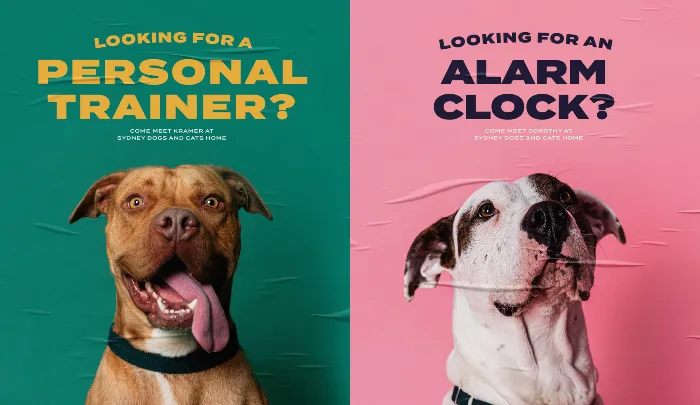 LOOKING FOR A
PERSONAL
TRAINER?
COME MEET KRAMER AT
SYDNEY DOGS AND CATS HOME
LOOKING FOR AN
ALARM
CLOCK?
COME MEET DOROTHY AT
SYDNEY DOGS AND CATS HOME